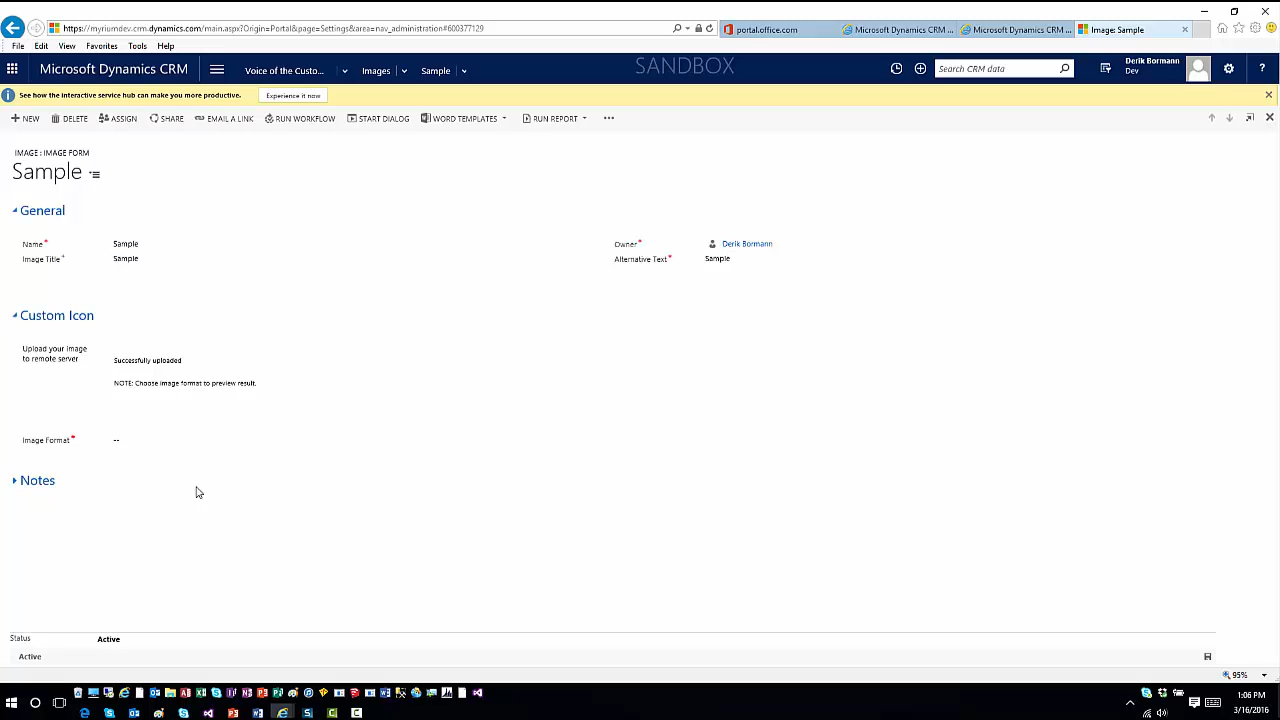 https://myriumdev.crm.dynamics.com/main.aspx?Origin=Portal&page=Settings&area=nav_administration#600377129
portal.office.com
Microsoft Dynamics CRM ...
Microsoft Dynamics CRM ...
Image: Sample
File Edit View Favorites Tools Help
Microsoft Dynamics CRM
Voice of the Custo...
Images
Sample
SANDBOX
Search CRM data
Derik Bormann
Dev
See how the interactive service hub can make you more productive.
Experience it now
NEW
DELETE
ASSIGN
SHARE
EMAIL A LINK
RUN WORKFLOW
START DIALOG
WORD TEMPLATES
RUN REPORT
IMAGE : IMAGE FORM
Sample
General
Name* Sample
Owner* Derik Bormann
Image Title* Sample
Alternative Text* Sample
Custom Icon
Upload your image
to remote server
Successfully uploaded
NOTE: Choose image format to preview result.
Image Format* --
Notes
Status Active
Active
95%
1:06 PM
3/16/2016